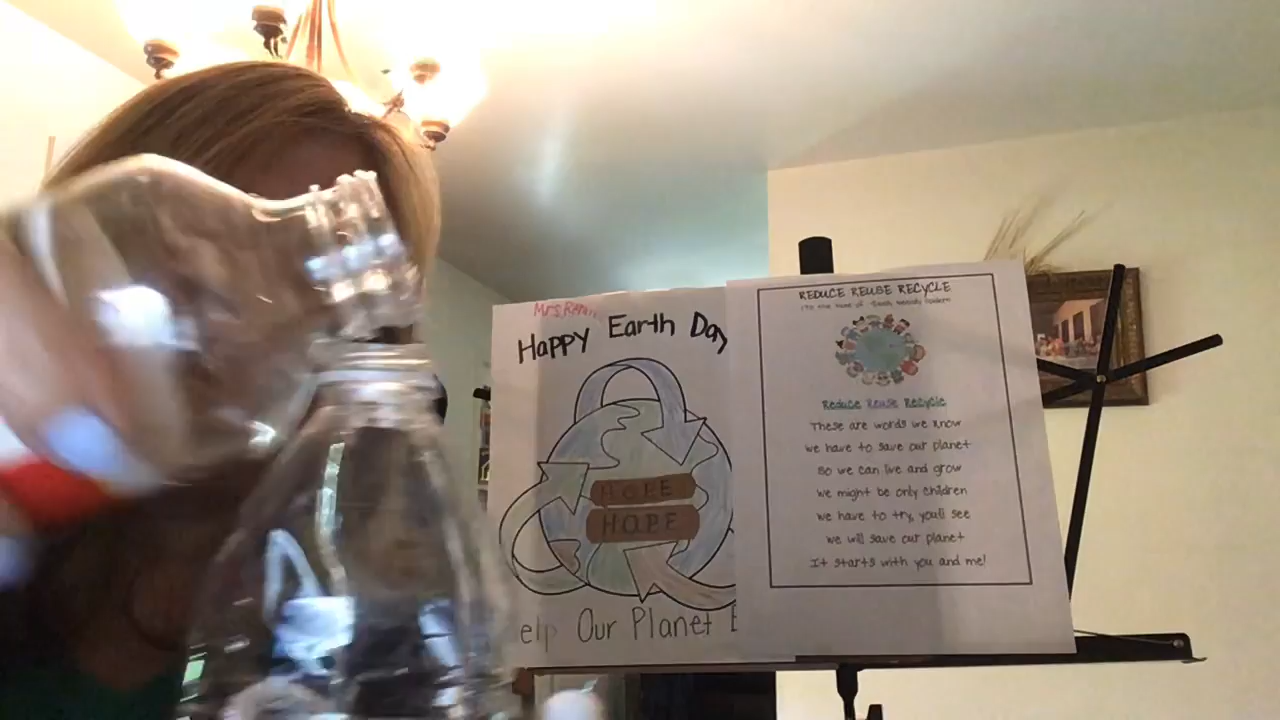 Happy Earth Day
HOPE
HOPE
elp Our Planet
REDUCE REUSE RECYCLE
Reduce Reuse Recycle
These are words we know
We have to save our planet
So we can live and grow
We might be only children
We have to try, you'll see
We will save our planet
It starts with you and me!